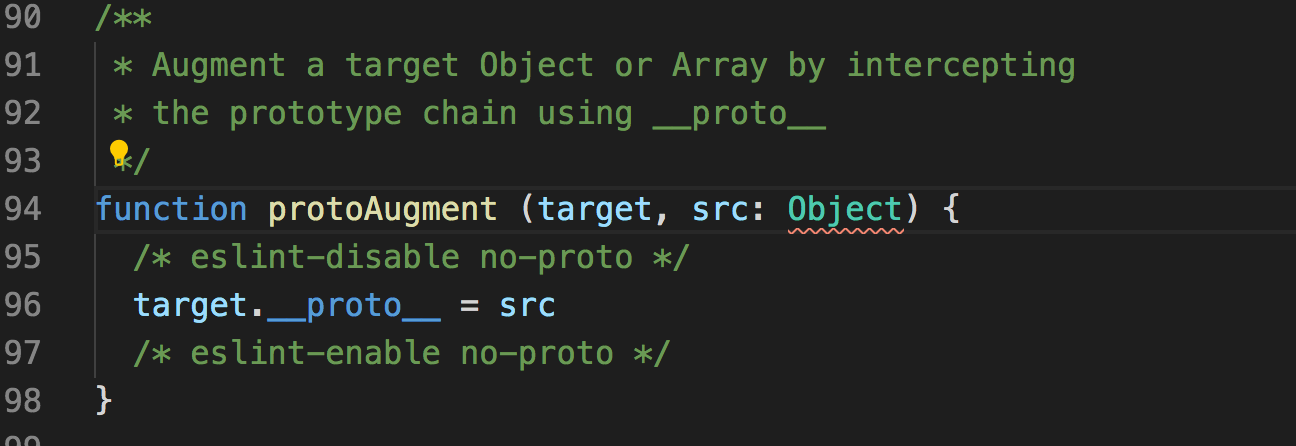 90 /**
91 * Augment a target Object or Array by intercepting
92 * the prototype chain using __proto__
93 */
94 function protoAugment (target, src: Object) {
95 /* eslint-disable no-proto */
96 target.__proto__ = src
97 /* eslint-enable no-proto */
98 }
99